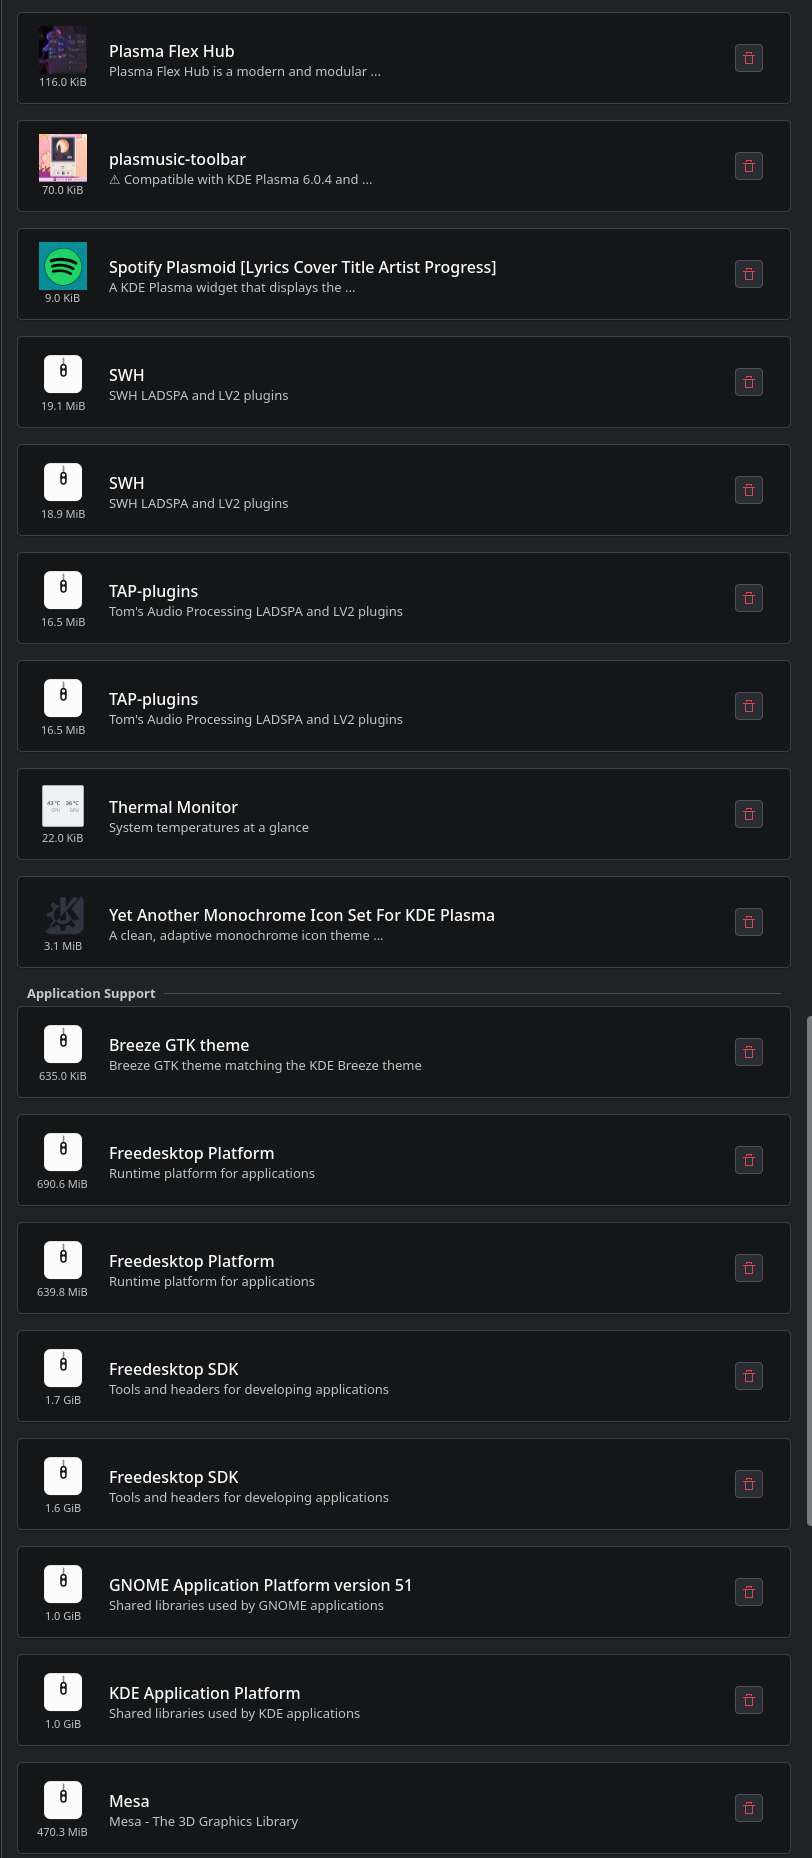 Plasma Flex Hub
Plasma Flex Hub is a modern and modular ...
116.0 KiB
plasmusic-toolbar
⚠ Compatible with KDE Plasma 6.0.4 and ...
70.0 KiB
Spotify Plasmoid [Lyrics Cover Title Artist Progress]
A KDE Plasma widget that displays the ...
9.0 KiB
SWH
SWH LADSPA and LV2 plugins
19.1 MiB
SWH
SWH LADSPA and LV2 plugins
18.9 MiB
TAP-plugins
Tom's Audio Processing LADSPA and LV2 plugins
16.5 MiB
TAP-plugins
Tom's Audio Processing LADSPA and LV2 plugins
16.5 MiB
43 °C 36 °C
CPU GPU
Thermal Monitor
System temperatures at a glance
22.0 KiB
Yet Another Monochrome Icon Set For KDE Plasma
A clean, adaptive monochrome icon theme ...
3.1 MiB
Application Support
Breeze GTK theme
Breeze GTK theme matching the KDE Breeze theme
635.0 KiB
Freedesktop Platform
Runtime platform for applications
690.6 MiB
Freedesktop Platform
Runtime platform for applications
639.8 MiB
Freedesktop SDK
Tools and headers for developing applications
1.7 GiB
Freedesktop SDK
Tools and headers for developing applications
1.6 GiB
GNOME Application Platform version 51
Shared libraries used by GNOME applications
1.0 GiB
KDE Application Platform
Shared libraries used by KDE applications
1.0 GiB
Mesa
Mesa - The 3D Graphics Library
470.3 MiB